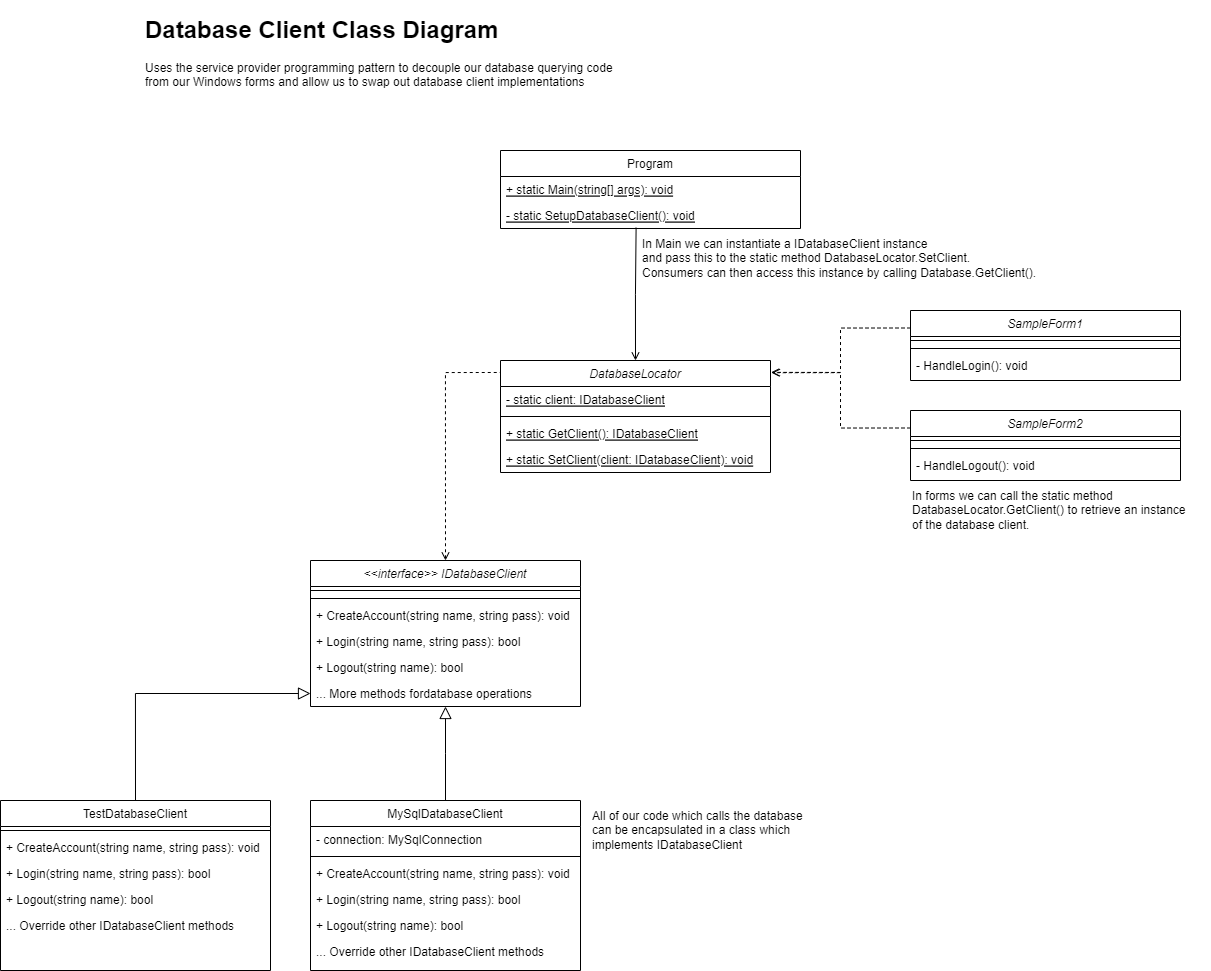 Database Client Class Diagram
Uses the service provider programming pattern to decouple our database querying code
from our Windows forms and allow us to swap out database client implementations
Program
+ static Main(string[] args): void
- static SetupDatabaseClient(): void
In Main we can instantiate a IDatabaseClient instance
and pass this to the static method DatabaseLocator.SetClient.
Consumers can then access this instance by calling Database.GetClient().
SampleForm1
- HandleLogin(): void
DatabaseLocator
- static client: IDatabaseClient
+ static GetClient(): IDatabaseClient
+ static SetClient(client: IDatabaseClient): void
SampleForm2
- HandleLogout(): void
In forms we can call the static method
DatabaseLocator.GetClient() to retrieve an instance
of the database client.
<<interface>> IDatabaseClient
+ CreateAccount(string name, string pass): void
+ Login(string name, string pass): bool
+ Logout(string name): bool
... More methods fordatabase operations
TestDatabaseClient
+ CreateAccount(string name, string pass): void
+ Login(string name, string pass): bool
+ Logout(string name): bool
... Override other IDatabaseClient methods
MySqlDatabaseClient
- connection: MySqlConnection
+ CreateAccount(string name, string pass): void
+ Login(string name, string pass): bool
+ Logout(string name): bool
... Override other IDatabaseClient methods
All of our code which calls the database
can be encapsulated in a class which
implements IDatabaseClient